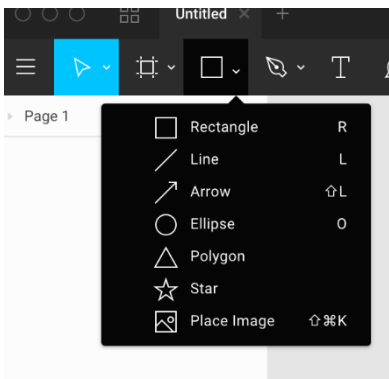 Untitled
Page 1
Rectangle R
Line L
Arrow ⇧L
Ellipse O
Polygon
Star
Place Image ⇧⌘K